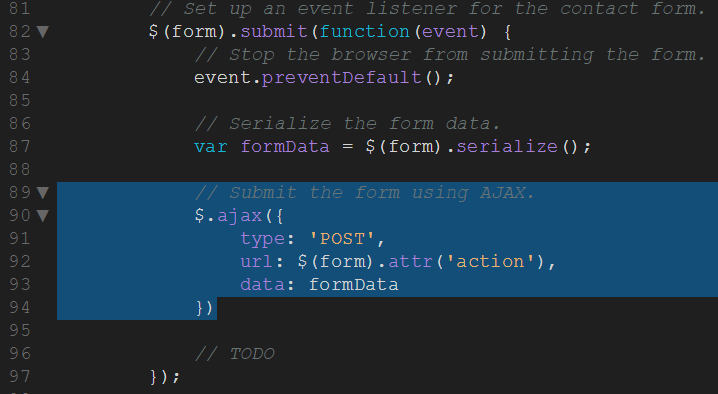 81 // Set up an event listener for the contact form.
82 $(form).submit(function(event) {
83 // Stop the browser from submitting the form.
84 event.preventDefault();
85
86 // Serialize the form data.
87 var formData = $(form).serialize();
88
89 // Submit the form using AJAX.
90 $.ajax({
91 type: 'POST',
92 url: $(form).attr('action'),
93 data: formData
94 })
95
96 // TODO
97 });